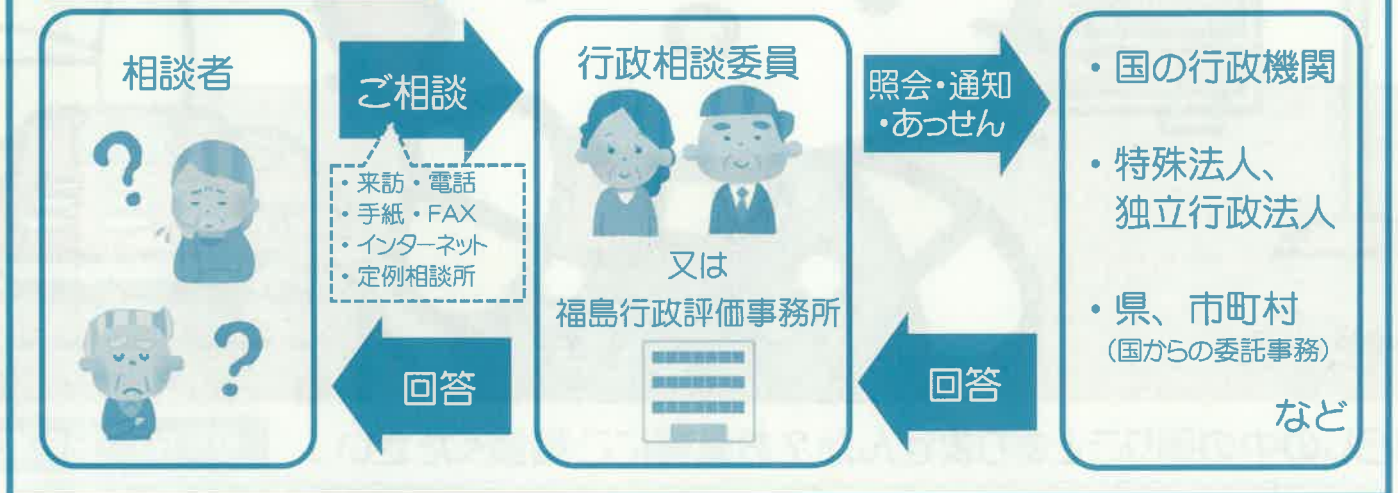 相談者
?
?
ご相談
・来訪・電話
・手紙・FAX
・インターネット
・定例相談所
回答
行政相談委員
又は
福島行政評価事務所
照会・通知
・あっせん
回答
・国の行政機関
・特殊法人、
独立行政法人
・県、市町村
(国からの委託事務)
など